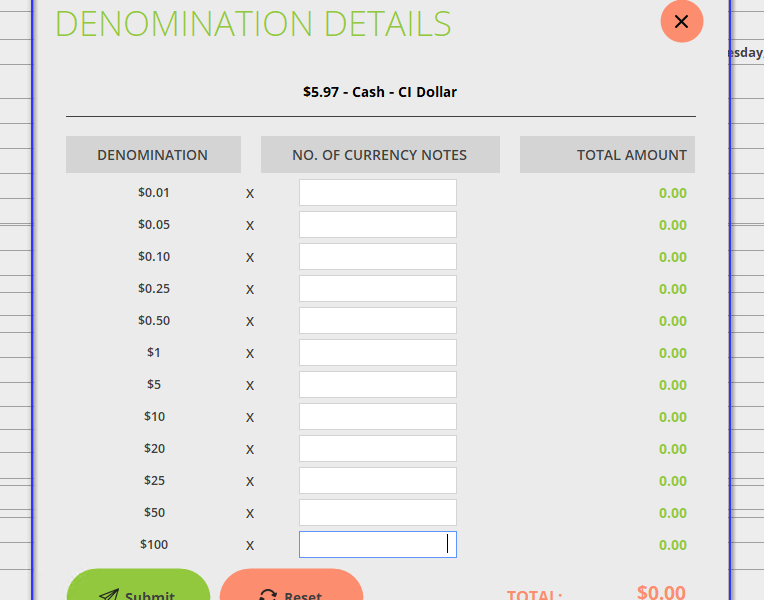 DENOMINATION DETAILS
esday,
$5.97 - Cash - CI Dollar
DENOMINATION NO. OF CURRENCY NOTES TOTAL AMOUNT
$0.01 X 0.00
$0.05 X 0.00
$0.10 X 0.00
$0.25 X 0.00
$0.50 X 0.00
$1 X 0.00
$5 X 0.00
$10 X 0.00
$20 X 0.00
$25 X 0.00
$50 X 0.00
$100 X 0.00
Submit Reset TOTAL: $0.00